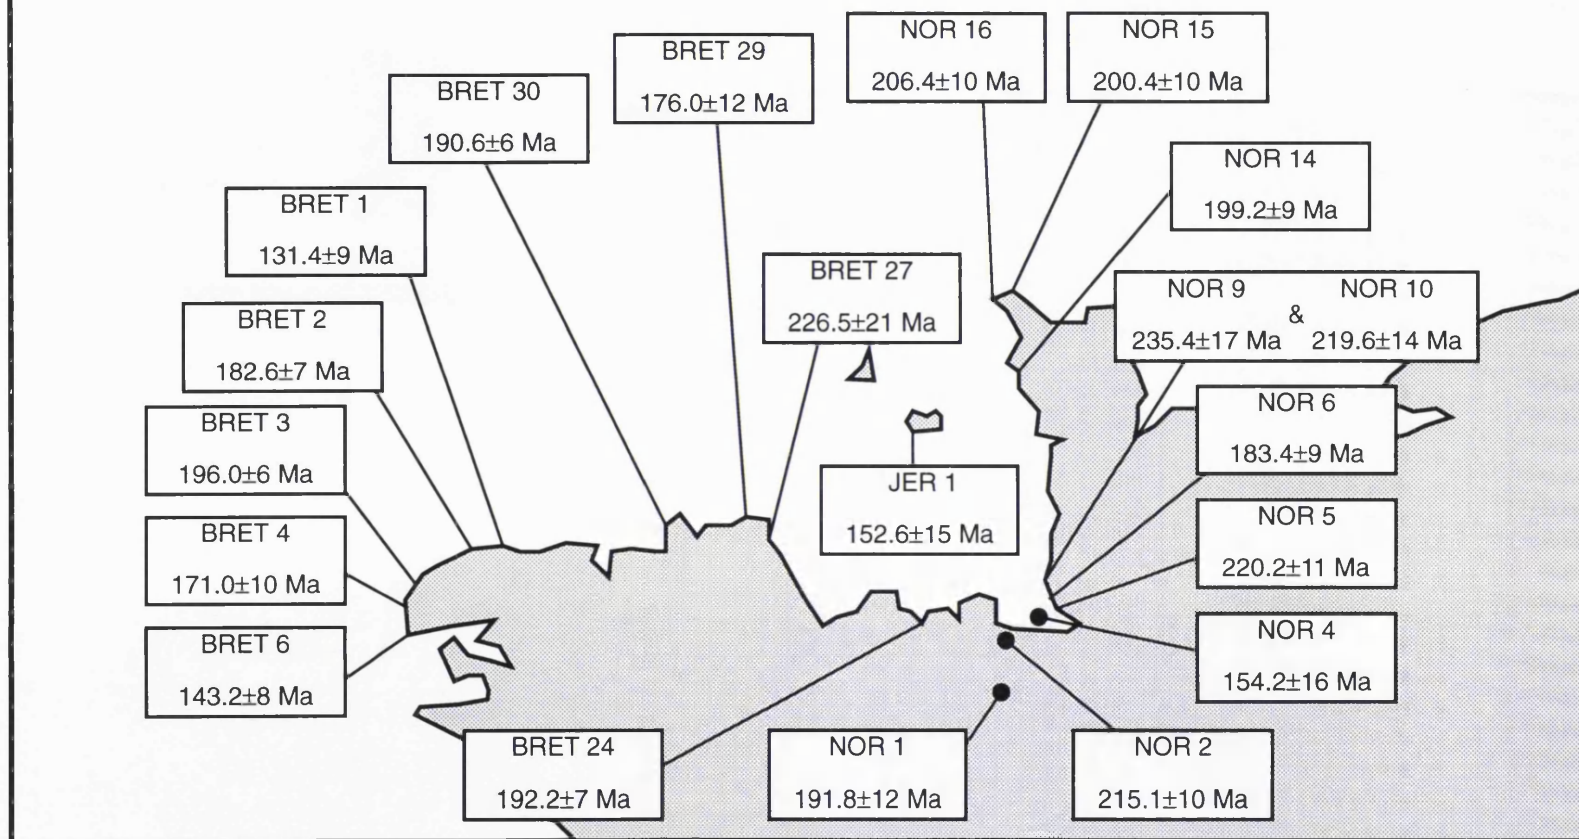 NOR 16
206.4±10 Ma
NOR 15
200.4±10 Ma
BRET 29
176.0±12 Ma
BRET 30
190.6±6 Ma
NOR 14
199.2±9 Ma
BRET 1
131.4±9 Ma
BRET 27
226.5±21 Ma
NOR 9 & NOR 10
235.4±17 Ma 219.6±14 Ma
BRET 2
182.6±7 Ma
NOR 6
183.4±9 Ma
BRET 3
196.0±6 Ma
JER 1
152.6±15 Ma
NOR 5
220.2±11 Ma
BRET 4
171.0±10 Ma
NOR 4
154.2±16 Ma
BRET 6
143.2±8 Ma
BRET 24
192.2±7 Ma
NOR 1
191.8±12 Ma
NOR 2
215.1±10 Ma